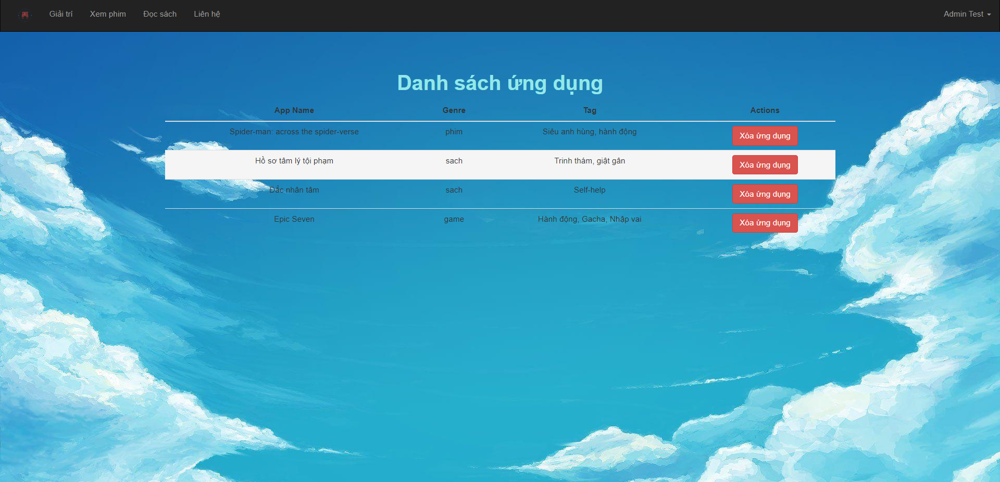 Giải trí Xem phim Đọc sách Liên hệ Admin Test
Danh sách ứng dụng
App Name Genre Tag Actions
Spider-man: across the spider-verse phim Siêu anh hùng, hành động Xóa ứng dụng
Hồ sơ tâm lý tội phạm sach Trinh thám, giật gân Xóa ứng dụng
Đắc nhân tâm sach Self-help Xóa ứng dụng
Epic Seven game Hành động, Gacha, Nhập vai Xóa ứng dụng